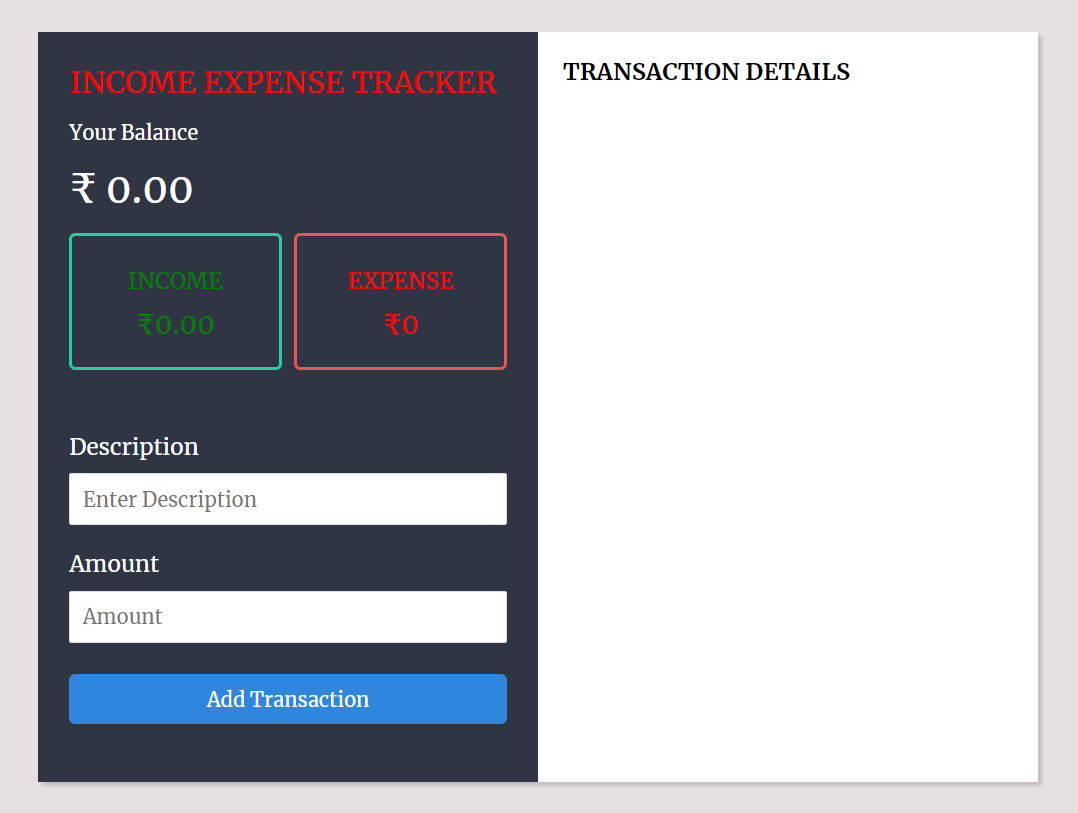 INCOME EXPENSE TRACKER
Your Balance
₹ 0.00
INCOME
₹0.00
EXPENSE
₹0
Description
Enter Description
Amount
Amount
Add Transaction
TRANSACTION DETAILS